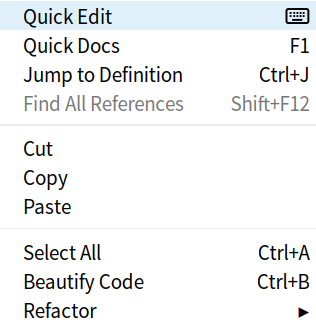 Quick Edit
Quick Docs F1
Jump to Definition Ctrl+J
Find All References Shift+F12
Cut
Copy
Paste
Select All Ctrl+A
Beautify Code Ctrl+B
Refactor